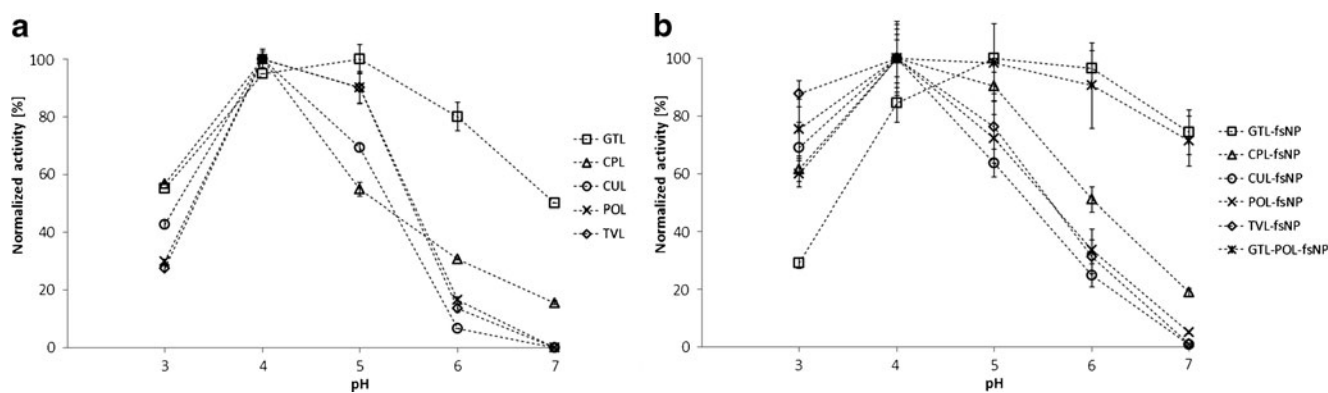 a
Normalized activity [%]
100
80
60
40
20
0
3 4 5 6 7
pH
GTL
CPL
CUL
POL
TVL
b
Normalized activity [%]
100
80
60
40
20
0
3 4 5 6 7
pH
GTL-fsNP
CPL-fsNP
CUL-fsNP
POL-fsNP
TVL-fsNP
GTL-POL-fsNP